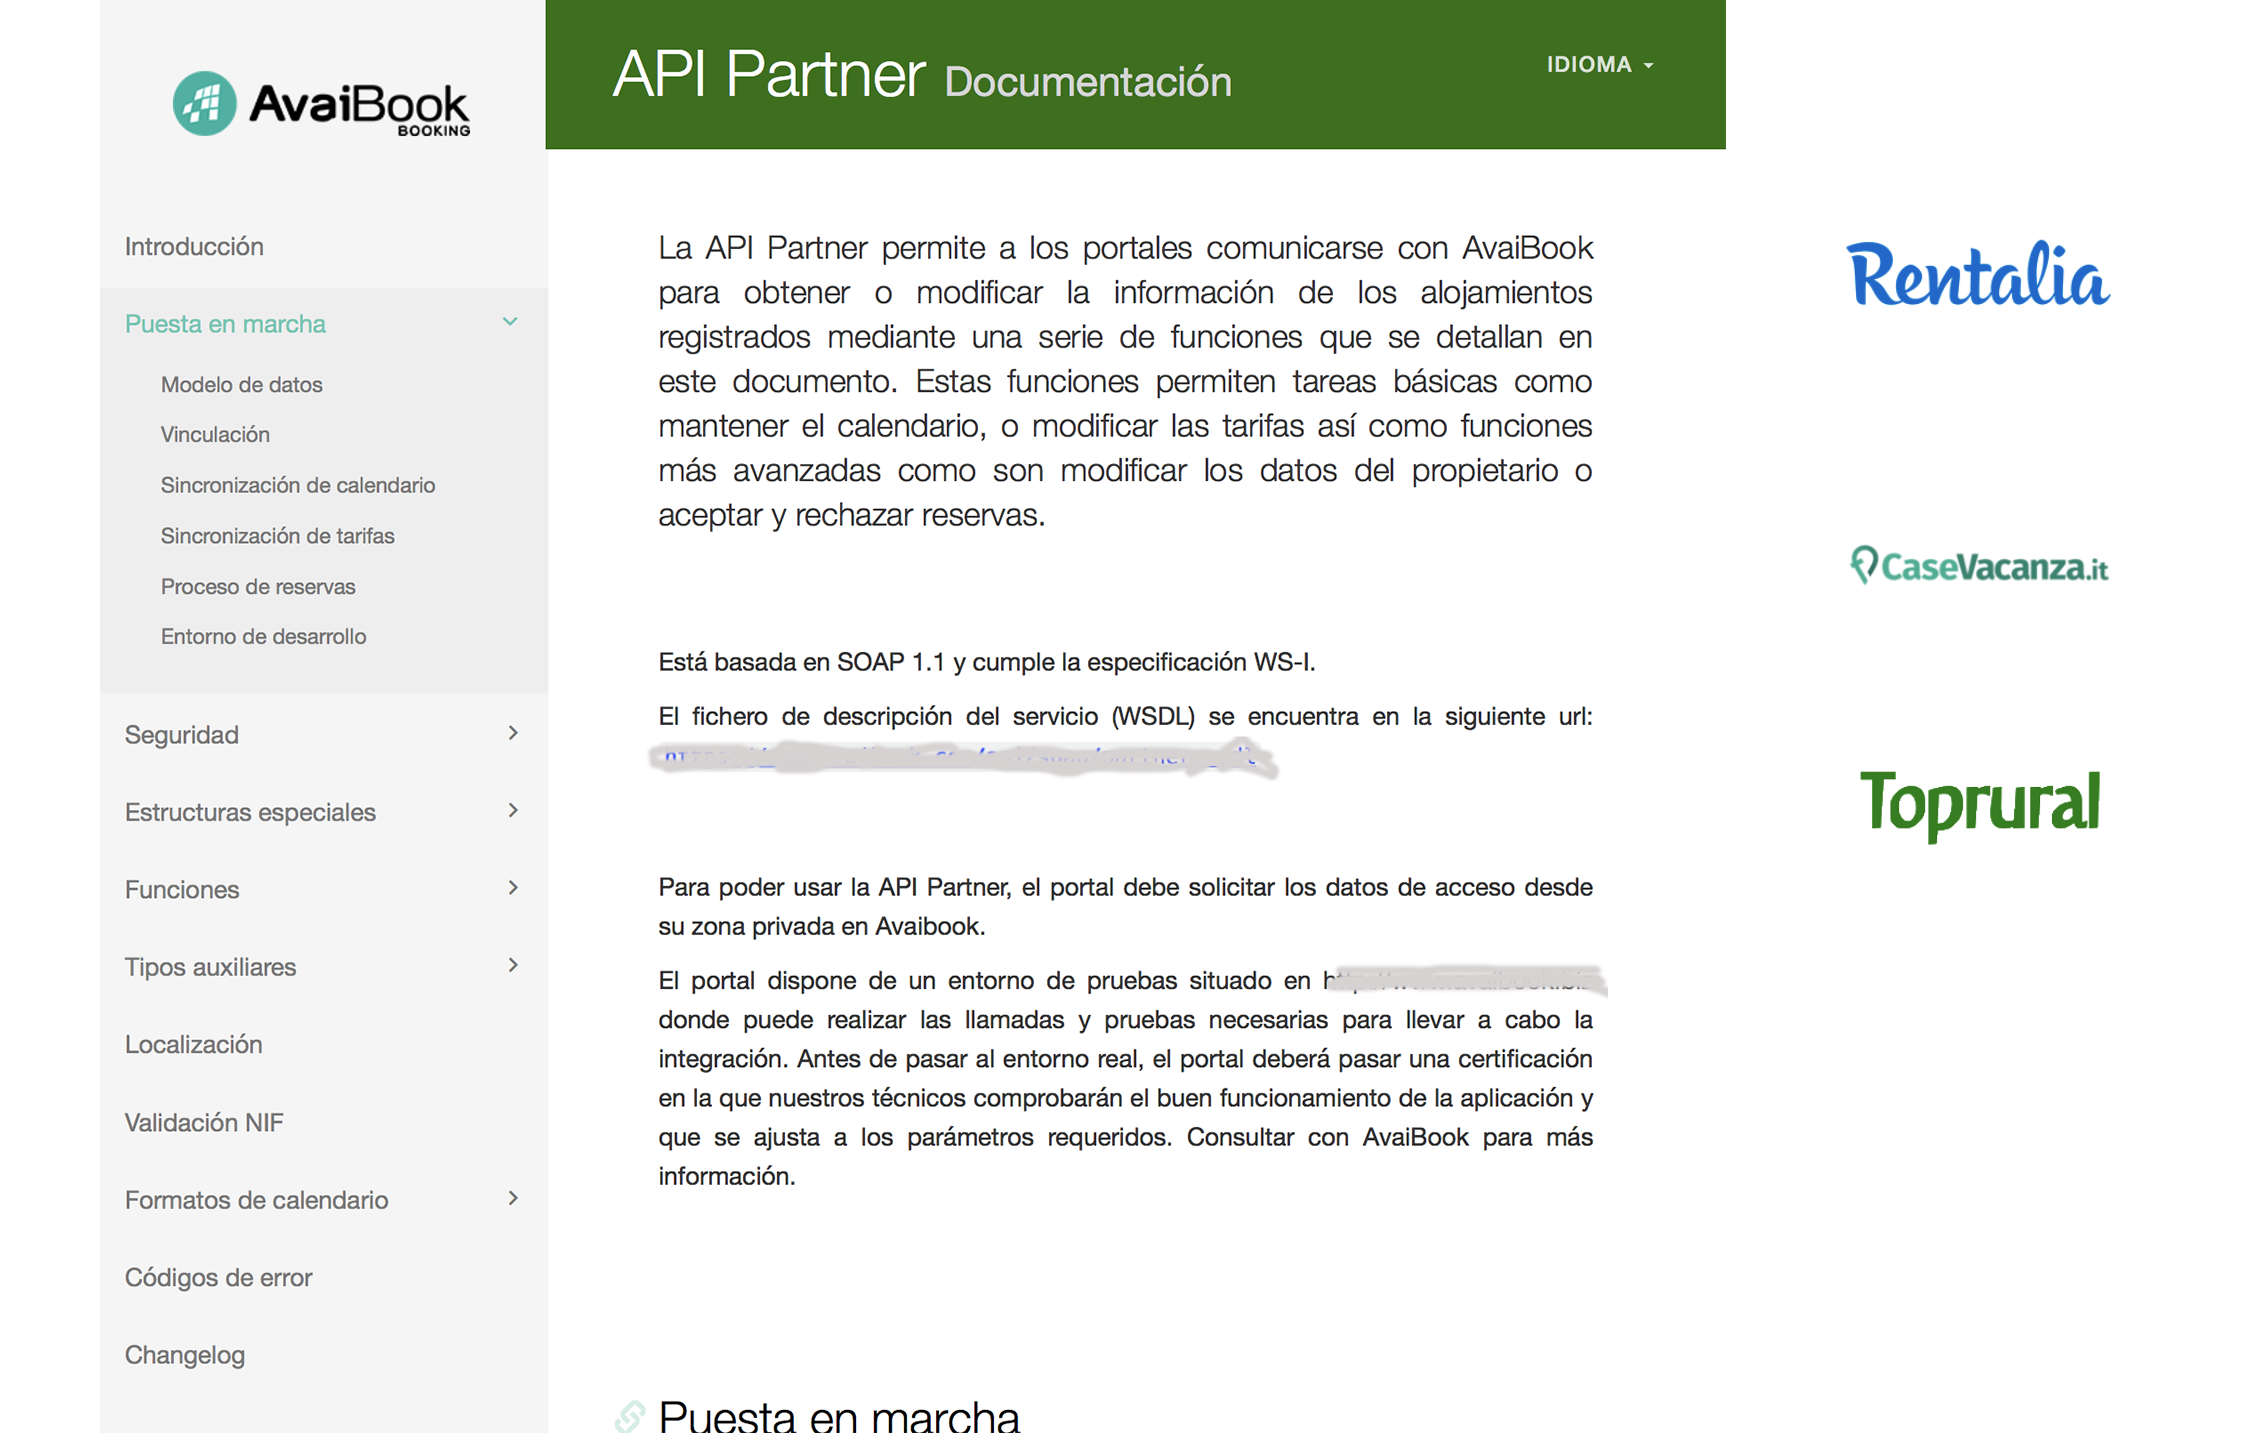 AvaiBook
BOOKING
API Partner Documentación
IDIOMA
Introducción
Puesta en marcha
Modelo de datos
Vinculación
Sincronización de calendario
Sincronización de tarifas
Proceso de reservas
Entorno de desarrollo
Seguridad
Estructuras especiales
Funciones
Tipos auxiliares
Localización
Validación NIF
Formatos de calendario
Códigos de error
Changelog
La API Partner permite a los portales comunicarse con AvaiBook
para obtener o modificar la información de los alojamientos
registrados mediante una serie de funciones que se detallan en
este documento. Estas funciones permiten tareas básicas como
mantener el calendario, o modificar las tarifas así como funciones
más avanzadas como son modificar los datos del propietario o
aceptar y rechazar reservas.
Está basada en SOAP 1.1 y cumple la especificación WS-I.
El fichero de descripción del servicio (WSDL) se encuentra en la siguiente url:
Para poder usar la API Partner, el portal debe solicitar los datos de acceso desde
su zona privada en Avaibook.
El portal dispone de un entorno de pruebas situado en
donde puede realizar las llamadas y pruebas necesarias para llevar a cabo la
integración. Antes de pasar al entorno real, el portal deberá pasar una certificación
en la que nuestros técnicos comprobarán el buen funcionamiento de la aplicación y
que se ajusta a los parámetros requeridos. Consultar con AvaiBook para más
información.
Puesta en marcha
Rentalia
CaseVacanza.it
Toprural